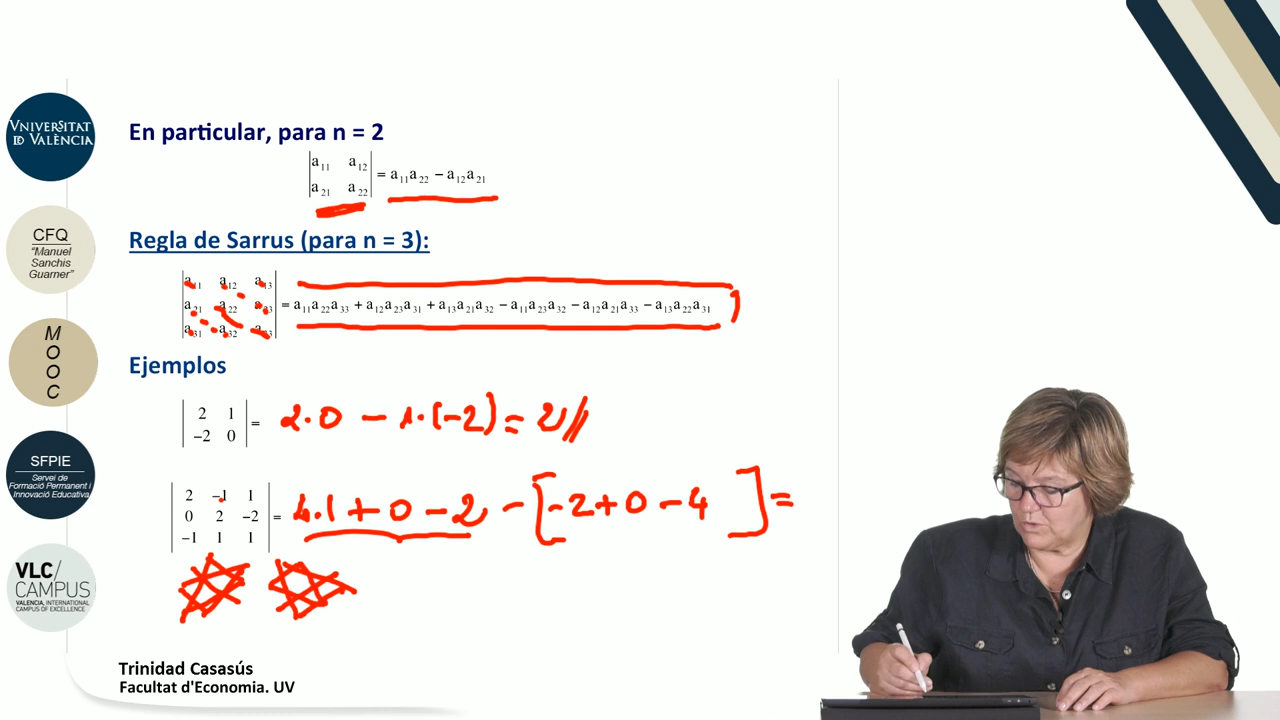 VNIVERSITAT
ID VALÈNCIA
CFQ
"Manuel
Sanchis
Guarner"
M
O
O
C
SFPIE
Servei de
Formació Permanent i
Innovació Educativa
VLC/
CAMPUS
VALENCIA, INTERNATIONAL
CAMPUS OF EXCELLENCE
En particular, para n = 2
a₁₁ a₁₂
a₂₁ a₂₂ = a₁₁a₂₂ − a₁₂a₂₁
Regla de Sarrus (para n = 3):
a₁₁ a₁₂ a₁₃
a₂₁ a₂₂ a₂₃ = a₁₁a₂₂a₃₃ + a₁₂a₂₃a₃₁ + a₁₃a₂₁a₃₂ − a₁₁a₂₃a₃₂ − a₁₂a₂₁a₃₃ − a₁₃a₂₂a₃₁
a₃₁ a₃₂ a₃₃
Ejemplos
2 1
−2 0 = 2·0 − 1·(−2) = 2//
2 −1 1
0 2 −2 = 4·1 + 0 − 2 − [−2 + 0 − 4 ] =
−1 1 1
Trinidad Casasús
Facultat d'Economia. UV